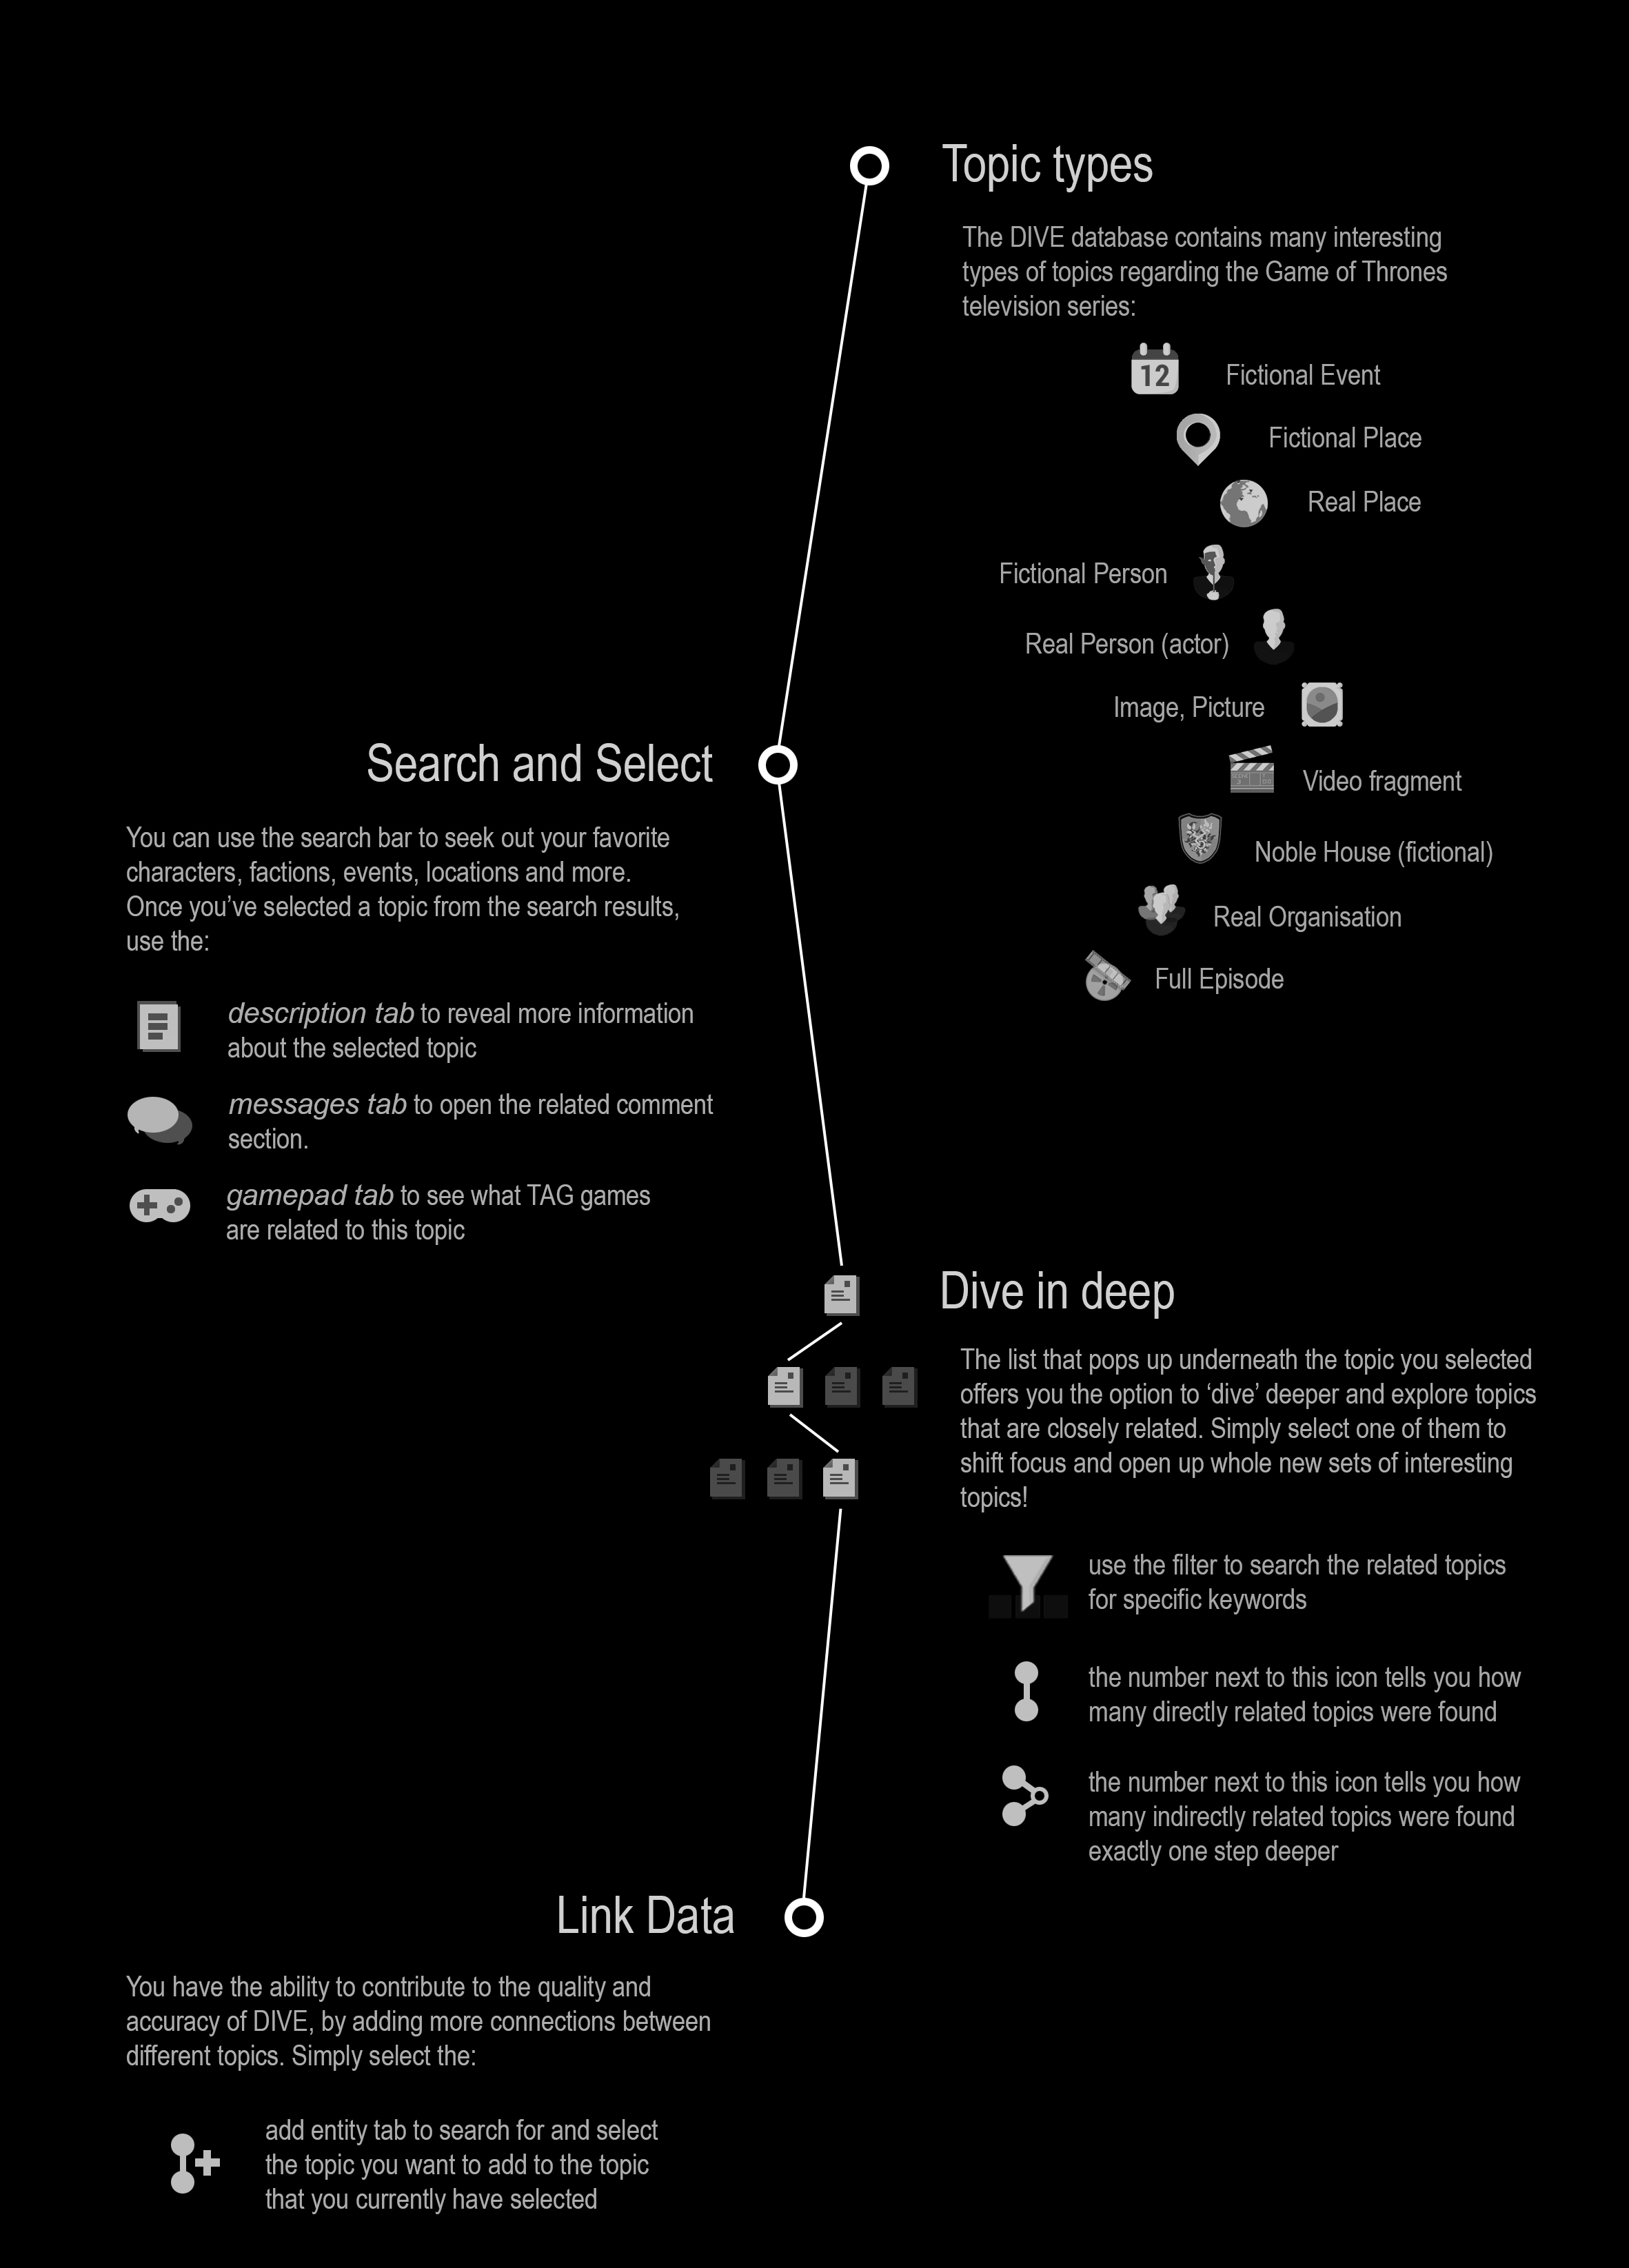 Topic types
The DIVE database contains many interesting
types of topics regarding the Game of Thrones
television series:
12
Fictional Event
Fictional Place
Real Place
Fictional Person
Real Person (actor)
Image, Picture
Video fragment
Noble House (fictional)
Real Organisation
Full Episode
Search and Select
You can use the search bar to seek out your favorite
characters, factions, events, locations and more.
Once you’ve selected a topic from the search results,
use the:
description tab to reveal more information
about the selected topic
messages tab to open the related comment
section.
gamepad tab to see what TAG games
are related to this topic
Dive in deep
The list that pops up underneath the topic you selected
offers you the option to ‘dive’ deeper and explore topics
that are closely related. Simply select one of them to
shift focus and open up whole new sets of interesting
topics!
use the filter to search the related topics
for specific keywords
the number next to this icon tells you how
many directly related topics were found
the number next to this icon tells you how
many indirectly related topics were found
exactly one step deeper
Link Data
You have the ability to contribute to the quality and
accuracy of DIVE, by adding more connections between
different topics. Simply select the:
add entity tab to search for and select
the topic you want to add to the topic
that you currently have selected